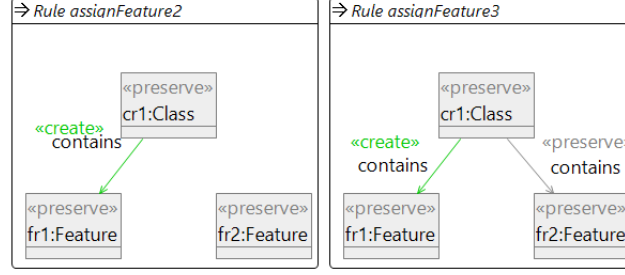 ⇒ Rule assignFeature2
«preserve»
cr1:Class
«create»
contains
«preserve»
fr1:Feature
«preserve»
fr2:Feature
⇒ Rule assignFeature3
«preserve»
cr1:Class
«create»
contains
«preserve»
contains
«preserve»
fr1:Feature
«preserve»
fr2:Feature